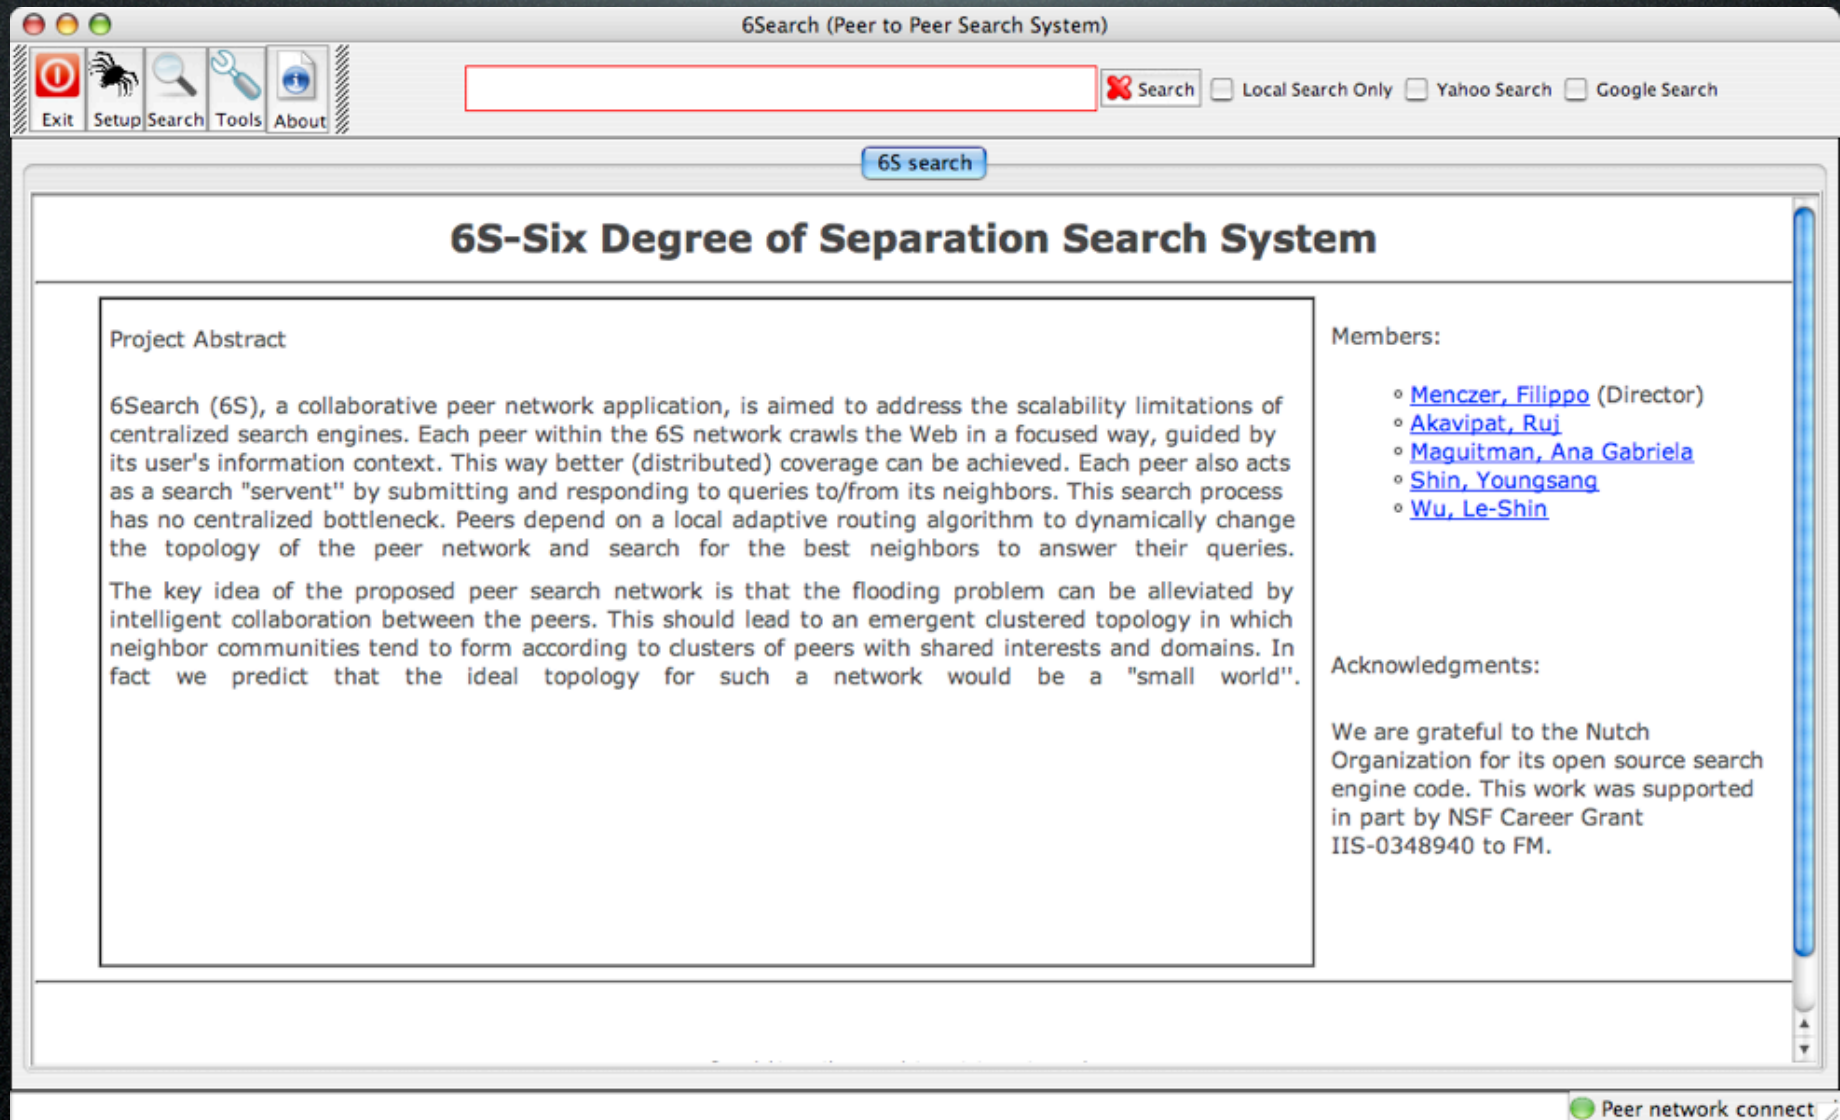 6Search (Peer to Peer Search System)
Exit Setup Search Tools About
Search Local Search Only Yahoo Search Google Search
6S search
6S-Six Degree of Separation Search System
Project Abstract
6Search (6S), a collaborative peer network application, is aimed to address the scalability limitations of
centralized search engines. Each peer within the 6S network crawls the Web in a focused way, guided by
its user's information context. This way better (distributed) coverage can be achieved. Each peer also acts
as a search "servent'' by submitting and responding to queries to/from its neighbors. This search process
has no centralized bottleneck. Peers depend on a local adaptive routing algorithm to dynamically change
the topology of the peer network and search for the best neighbors to answer their queries.
The key idea of the proposed peer search network is that the flooding problem can be alleviated by
intelligent collaboration between the peers. This should lead to an emergent clustered topology in which
neighbor communities tend to form according to clusters of peers with shared interests and domains. In
fact we predict that the ideal topology for such a network would be a "small world''.
Members:
Menczer, Filippo (Director)
Akavipat, Ruj
Maguitman, Ana Gabriela
Shin, Youngsang
Wu, Le-Shin
Acknowledgments:
We are grateful to the Nutch
Organization for its open source search
engine code. This work was supported
in part by NSF Career Grant
IIS-0348940 to FM.
Peer network connect